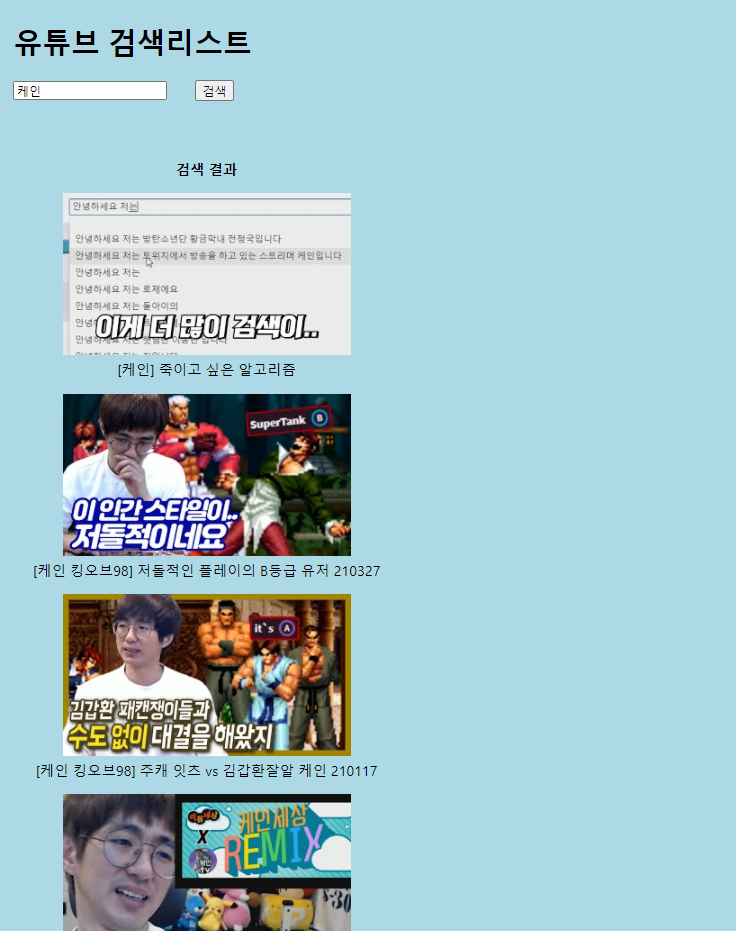 유튜브 검색리스트
케인
검색
검색 결과
안녕하세요 저는
안녕하세요 저는 방탄소년단 황금막내 전정국입니다
안녕하세요 저는 트위치에서 방송을 하고 있는 스트리머 케인입니다
안녕하세요 저는
안녕하세요 저는 로제에요
안녕하세요 저는 돌아이의
이게 더 많이 검색이..
[케인] 죽이고 싶은 알고리즘
SuperTank B
이 인간 스타일이..
저돌적이네요
[케인 킹오브98] 저돌적인 플레이의 B등급 유저 210327
it`s A
김갑환 패캔쟁이들과
수도 없이 대결을 해왔지
[케인 킹오브98] 주캐 잇츠 vs 김갑환잘알 케인 210117
X
케인세상
REMIX